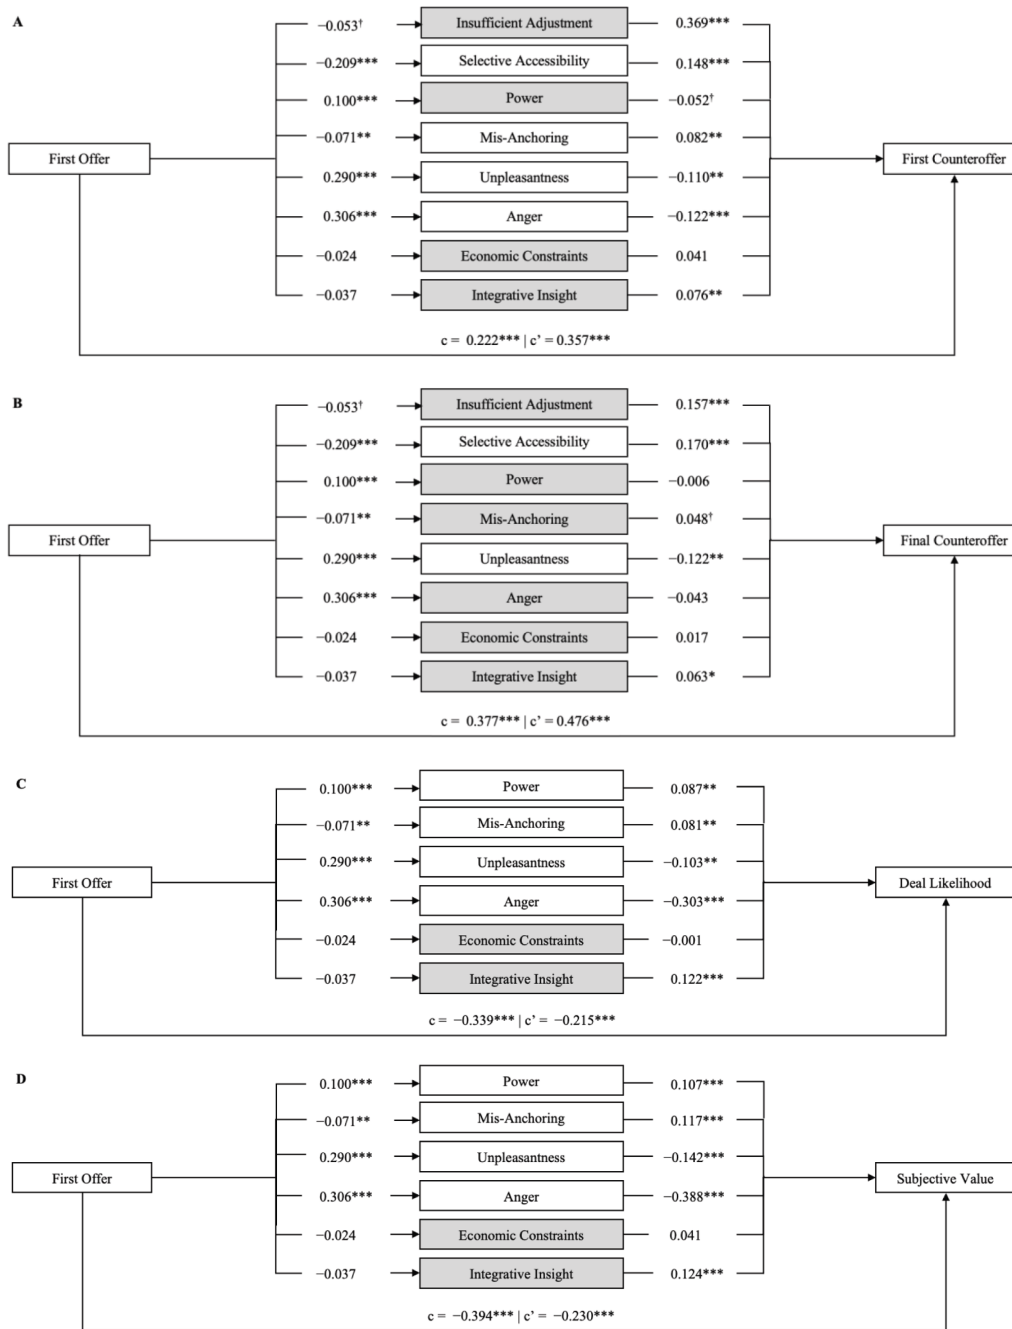 A
−0.053† Insufficient Adjustment 0.369***
−0.209*** Selective Accessibility 0.148***
0.100*** Power −0.052†
−0.071** Mis-Anchoring 0.082**
First Offer First Counteroffer
0.290*** Unpleasantness −0.110**
0.306*** Anger −0.122***
−0.024 Economic Constraints 0.041
−0.037 Integrative Insight 0.076**
c = 0.222*** | c’ = 0.357***
B
−0.053† Insufficient Adjustment 0.157***
−0.209*** Selective Accessibility 0.170***
0.100*** Power −0.006
−0.071** Mis-Anchoring 0.048†
First Offer Final Counteroffer
0.290*** Unpleasantness −0.122**
0.306*** Anger −0.043
−0.024 Economic Constraints 0.017
−0.037 Integrative Insight 0.063*
c = 0.377*** | c’ = 0.476***
C
0.100*** Power 0.087**
−0.071** Mis-Anchoring 0.081**
0.290*** Unpleasantness −0.103**
First Offer Deal Likelihood
0.306*** Anger −0.303***
−0.024 Economic Constraints −0.001
−0.037 Integrative Insight 0.122***
c = −0.339*** | c’ = −0.215***
D
0.100*** Power 0.107***
−0.071** Mis-Anchoring 0.117***
0.290*** Unpleasantness −0.142***
First Offer Subjective Value
0.306*** Anger −0.388***
−0.024 Economic Constraints 0.041
−0.037 Integrative Insight 0.124***
c = −0.394*** | c’ = −0.230***